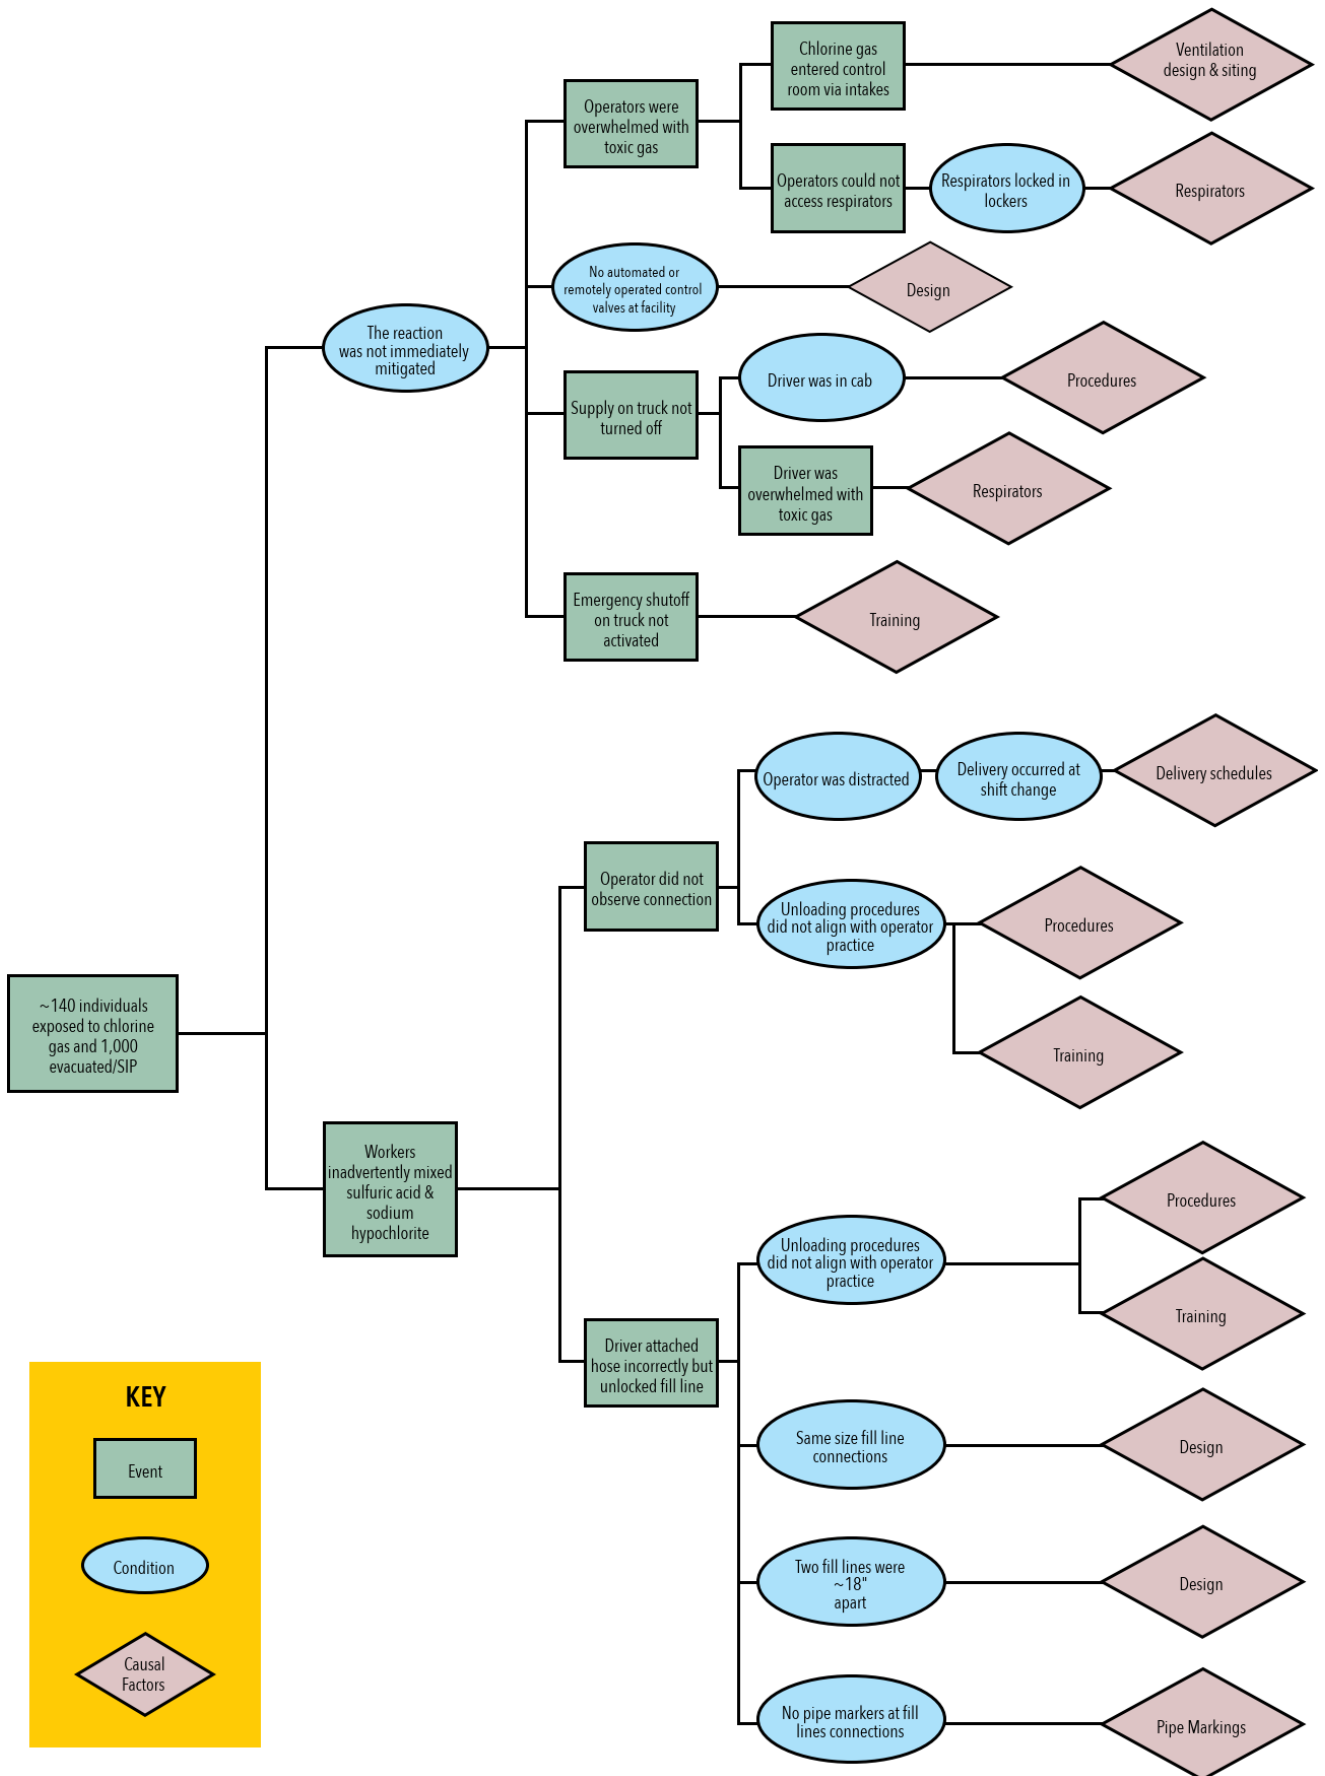 Chlorine gas
entered control
room via intakes
Ventilation
design & siting
Operators were
overwhelmed with
toxic gas
Operators could not
access respirators
Respirators locked in
lockers
Respirators
No automated or
remotely operated control
valves at facility
Design
The reaction
was not immediately
mitigated
Driver was in cab
Procedures
Supply on truck not
turned off
Driver was
overwhelmed with
toxic gas
Respirators
Emergency shutoff
on truck not
activated
Training
Operator was distracted
Delivery occurred at
shift change
Delivery schedules
Operator did not
observe connection
Unloading procedures
did not align with operator
practice
Procedures
Training
~140 individuals
exposed to chlorine
gas and 1,000
evacuated/SIP
Workers
inadvertently mixed
sulfuric acid &
sodium
hypochlorite
Unloading procedures
did not align with operator
practice
Procedures
Training
Driver attached
hose incorrectly but
unlocked fill line
Same size fill line
connections
Design
Two fill lines were
~18"
apart
Design
No pipe markers at fill
lines connections
Pipe Markings
KEY
Event
Condition
Causal
Factors